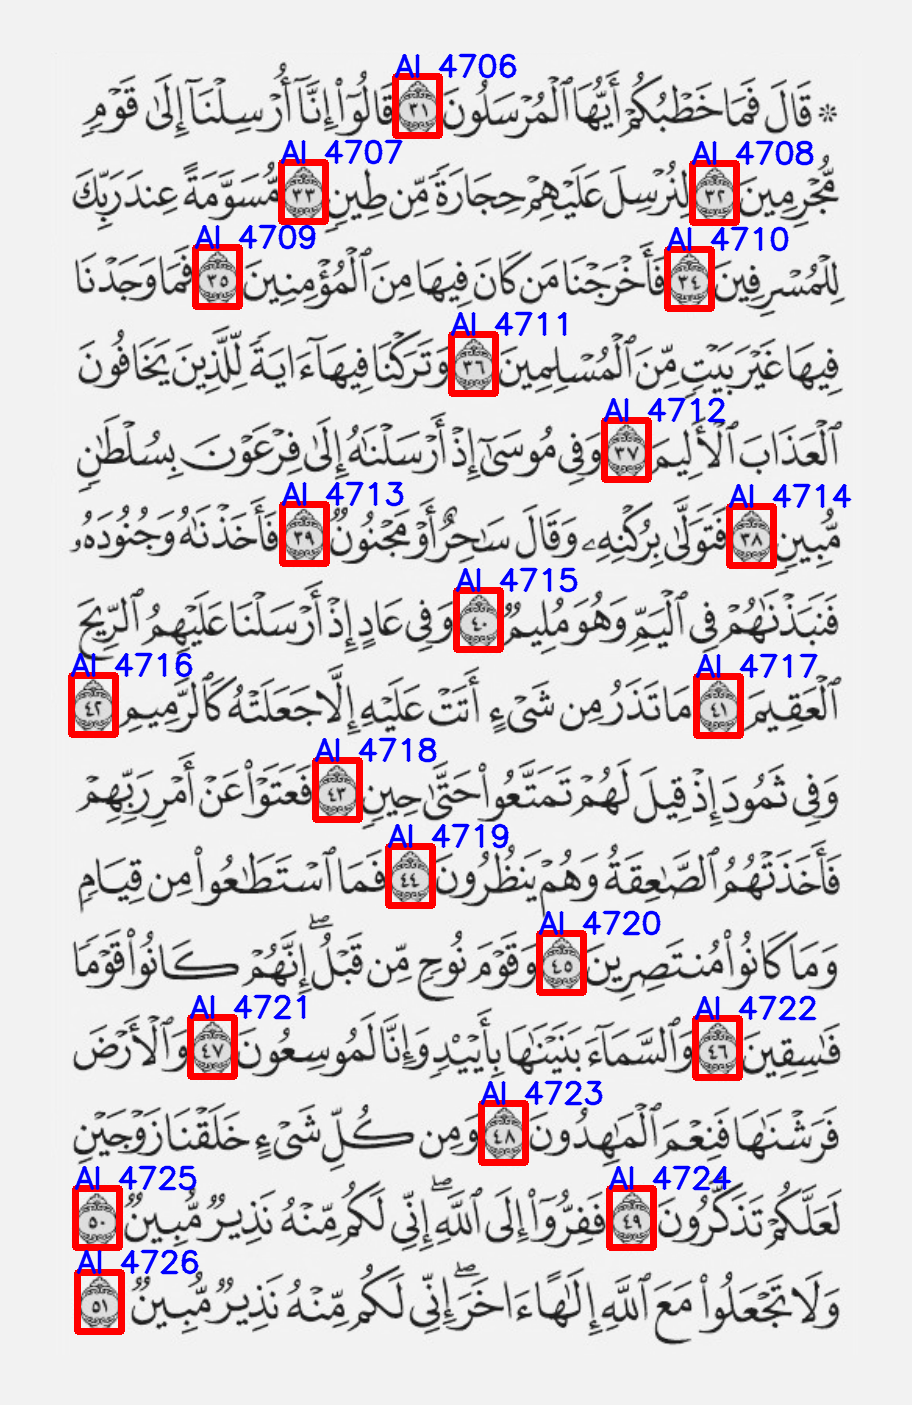 AI 4706
۞ قَالَ فَمَا خَطْبُكُمْ أَيُّهَا ٱلْمُرْسَلُونَ ٣١ قَالُوٓا۟ إِنَّآ أُرْسِلْنَآ إِلَىٰ قَوْمٍ
AI 4708 AI 4707
مُّجْرِمِينَ ٣٢ لِنُرْسِلَ عَلَيْهِمْ حِجَارَةً مِّن طِينٍ ٣٣ مُّسَوَّمَةً عِندَ رَبِّكَ
AI 4710 AI 4709
لِلْمُسْرِفِينَ ٣٤ فَأَخْرَجْنَا مَن كَانَ فِيهَا مِنَ ٱلْمُؤْمِنِينَ ٣٥ فَمَا وَجَدْنَا
AI 4711
فِيهَا غَيْرَ بَيْتٍ مِّنَ ٱلْمُسْلِمِينَ ٣٦ وَتَرَكْنَا فِيهَآ ءَايَةً لِّلَّذِينَ يَخَافُونَ
AI 4712
ٱلْعَذَابَ ٱلْأَلِيمَ ٣٧ وَفِى مُوسَىٰٓ إِذْ أَرْسَلْنَٰهُ إِلَىٰ فِرْعَوْنَ بِسُلْطَٰنٍ
AI 4714 AI 4713
مُّبِينٍ ٣٨ فَتَوَلَّىٰ بِرُكْنِهِۦ وَقَالَ سَٰحِرٌ أَوْ مَجْنُونٌ ٣٩ فَأَخَذْنَٰهُ وَجُنُودَهُۥ
AI 4715
فَنَبَذْنَٰهُمْ فِى ٱلْيَمِّ وَهُوَ مُلِيمٌ ٤٠ وَفِى عَادٍ إِذْ أَرْسَلْنَا عَلَيْهِمُ ٱلرِّيحَ
AI 4717 AI 4716
ٱلْعَقِيمَ ٤١ مَا تَذَرُ مِن شَىْءٍ أَتَتْ عَلَيْهِ إِلَّا جَعَلَتْهُ كَٱلرَّمِيمِ ٤٢
AI 4718
وَفِى ثَمُودَ إِذْ قِيلَ لَهُمْ تَمَتَّعُوا۟ حَتَّىٰ حِينٍ ٤٣ فَعَتَوْا۟ عَنْ أَمْرِ رَبِّهِمْ
AI 4719
فَأَخَذَتْهُمُ ٱلصَّٰعِقَةُ وَهُمْ يَنظُرُونَ ٤٤ فَمَا ٱسْتَطَٰعُوا۟ مِن قِيَامٍ
AI 4720
وَمَا كَانُوا۟ مُنتَصِرِينَ ٤٥ وَقَوْمَ نُوحٍ مِّن قَبْلُ ۖ إِنَّهُمْ كَانُوا۟ قَوْمًا
AI 4722 AI 4721
فَٰسِقِينَ ٤٦ وَٱلسَّمَآءَ بَنَيْنَٰهَا بِأَيْي۟دٍ وَإِنَّا لَمُوسِعُونَ ٤٧ وَٱلْأَرْضَ
AI 4723
فَرَشْنَٰهَا فَنِعْمَ ٱلْمَٰهِدُونَ ٤٨ وَمِن كُلِّ شَىْءٍ خَلَقْنَا زَوْجَيْنِ
AI 4724 AI 4725
لَعَلَّكُمْ تَذَكَّرُونَ ٤٩ فَفِرُّوٓا۟ إِلَى ٱللَّهِ ۖ إِنِّى لَكُم مِّنْهُ نَذِيرٌ مُّبِينٌ ٥٠
AI 4726
وَلَا تَجْعَلُوا۟ مَعَ ٱللَّهِ إِلَٰهًا ءَاخَرَ ۖ إِنِّى لَكُم مِّنْهُ نَذِيرٌ مُّبِينٌ ٥١